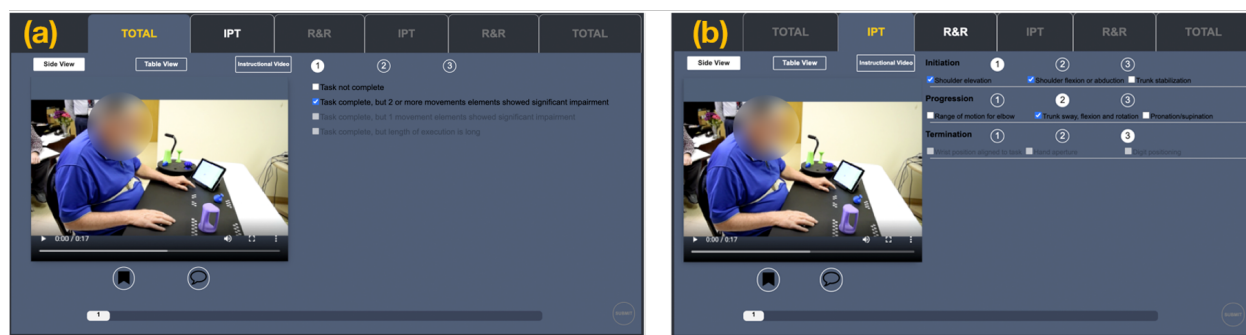 (a)
TOTAL IPT R&R IPT R&R TOTAL
Side View Table View Instructional Video 1 2 3
Task not complete
Task complete, but 2 or more movements elements showed significant impairment
Task complete, but 1 movement elements showed significant impairment
Task complete, but length of execution is long
0:00 / 0:17
1
SUBMIT
(b)
TOTAL IPT R&R IPT R&R TOTAL
Side View Table View Instructional Video
Initiation 1 2 3
Shoulder elevation Shoulder flexion or abduction Trunk stabilization
Progression 1 2 3
Range of motion for elbow Trunk sway, flexion and rotation Pronation/supination
Termination 1 2 3
Wrist position aligned to task Hand aperture Digit positioning
0:00 / 0:17
1
SUBMIT